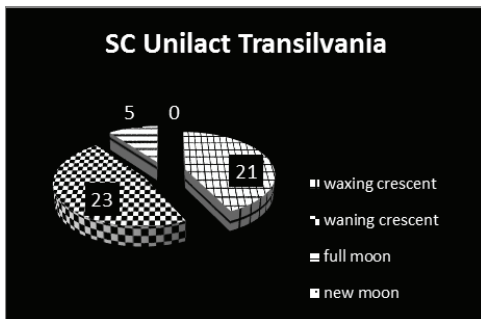 SC Unilact Transilvania
5 0
21
23
waxing crescent
waning crescent
full moon
new moon